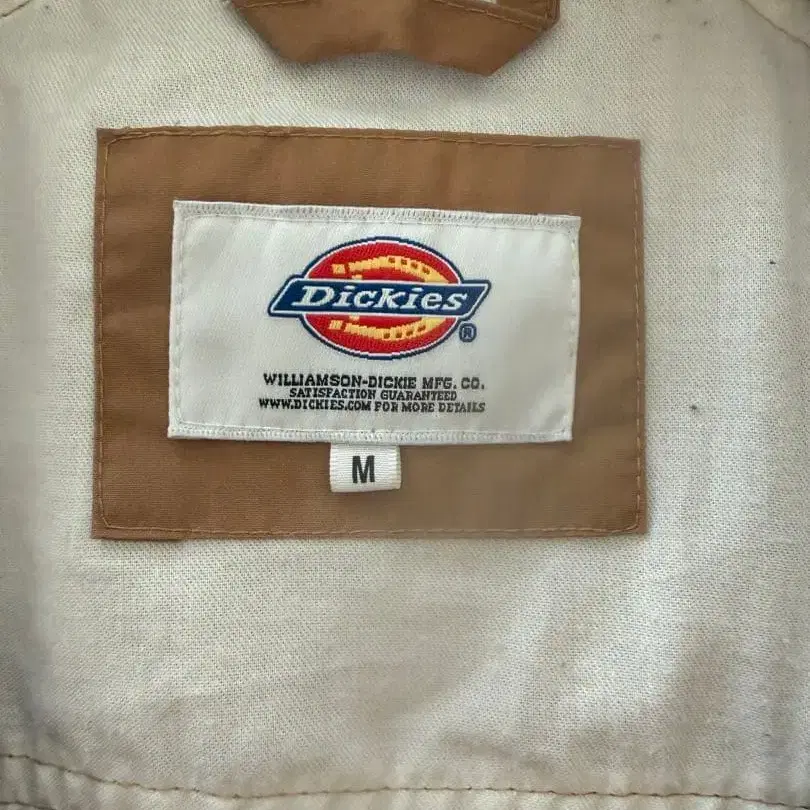 Dickies®
WILLIAMSON-DICKIE MFG. CO.
SATISFACTION GUARANTEED
WWW.DICKIES.COM FOR MORE DETAILS
M